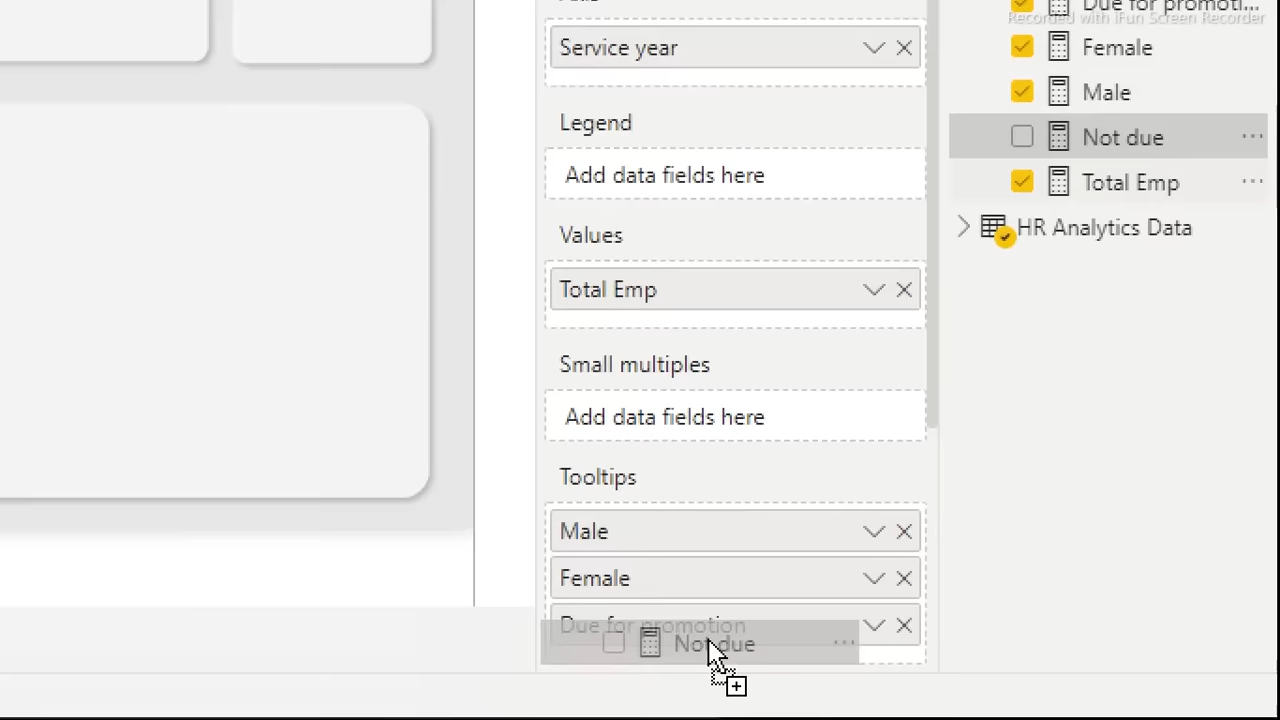 Service year
Legend
Add data fields here
Values
Total Emp
Small multiples
Add data fields here
Tooltips
Male
Female
Due for promotion
Not due
Due for promoti...
Recorded with iFun Screen Recorder
Female
Male
Not due
Total Emp
HR Analytics Data